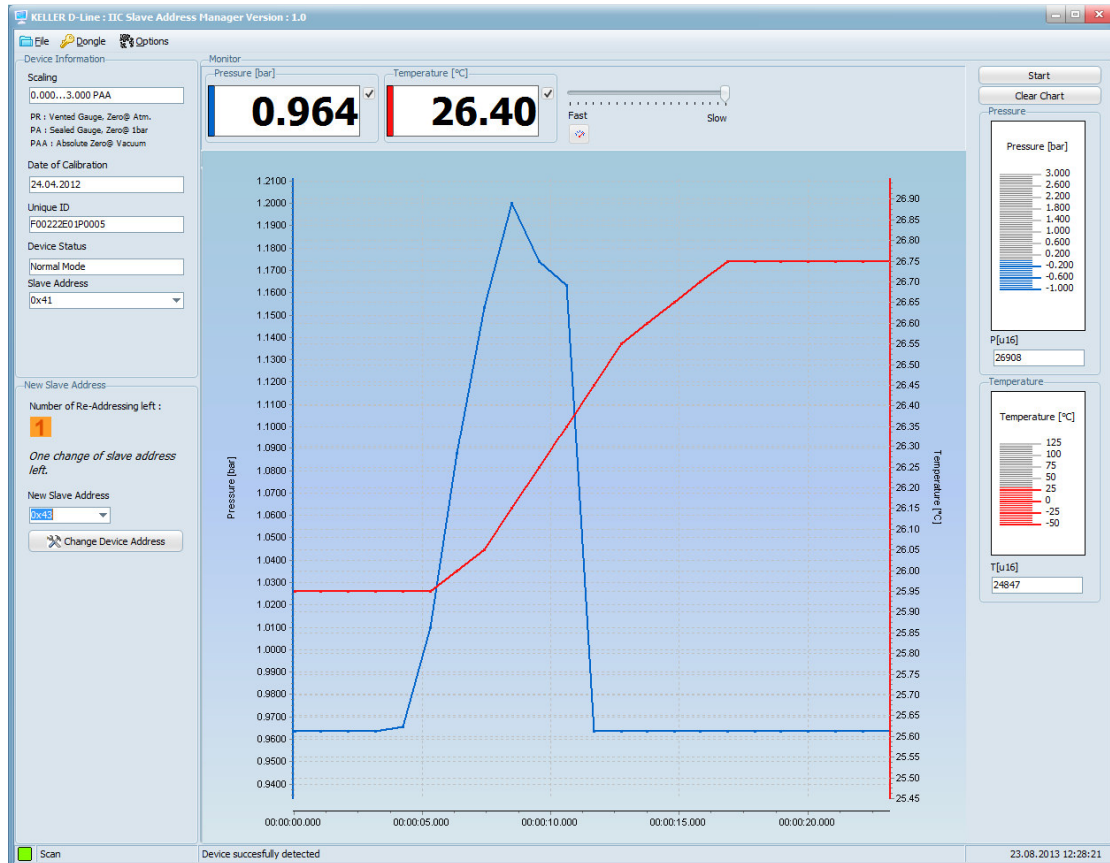 KELLER D-Line : IIC Slave Address Manager Version : 1.0
File Dongle Options
Device Information
Scaling
0.000...3.000 PAA
PR : Vented Gauge, Zero@ Atm.
PA : Sealed Gauge, Zero@ 1bar
PAA : Absolute Zero@ Vacuum
Date of Calibration
24.04.2012
Unique ID
F00222E01P0005
Device Status
Normal Mode
Slave Address
0x41
New Slave Address
Number of Re-Addressing left :
1
One change of slave address
left.
New Slave Address
0x43
Change Device Address
Monitor
Pressure [bar]
0.964
Temperature [°C]
26.40
Fast
Slow
Pressure [bar]
1.2100
1.2000
1.1900
1.1800
1.1700
1.1600
1.1500
1.1400
1.1300
1.1200
1.1100
1.1000
1.0900
1.0800
1.0700
1.0600
1.0500
1.0400
1.0300
1.0200
1.0100
1.0000
0.9900
0.9800
0.9700
0.9600
0.9500
0.9400
26.90
26.85
26.80
26.75
26.70
26.65
26.60
26.55
26.50
26.45
26.40
26.35
26.30
26.25
26.20
26.15
26.10
26.05
26.00
25.95
25.90
25.85
25.80
25.75
25.70
25.65
25.60
25.55
25.50
25.45
Temperature [°C]
00:00:00.000
00:00:05.000
00:00:10.000
00:00:15.000
00:00:20.000
Start
Clear Chart
Pressure
Pressure [bar]
3.000
2.600
2.200
1.800
1.400
1.000
0.600
0.200
-0.200
-0.600
-1.000
P[u16]
26908
Temperature
Temperature [°C]
125
100
75
50
25
0
-25
-50
T[u16]
24847
Scan
Device succesfully detected
23.08.2013 12:28:21